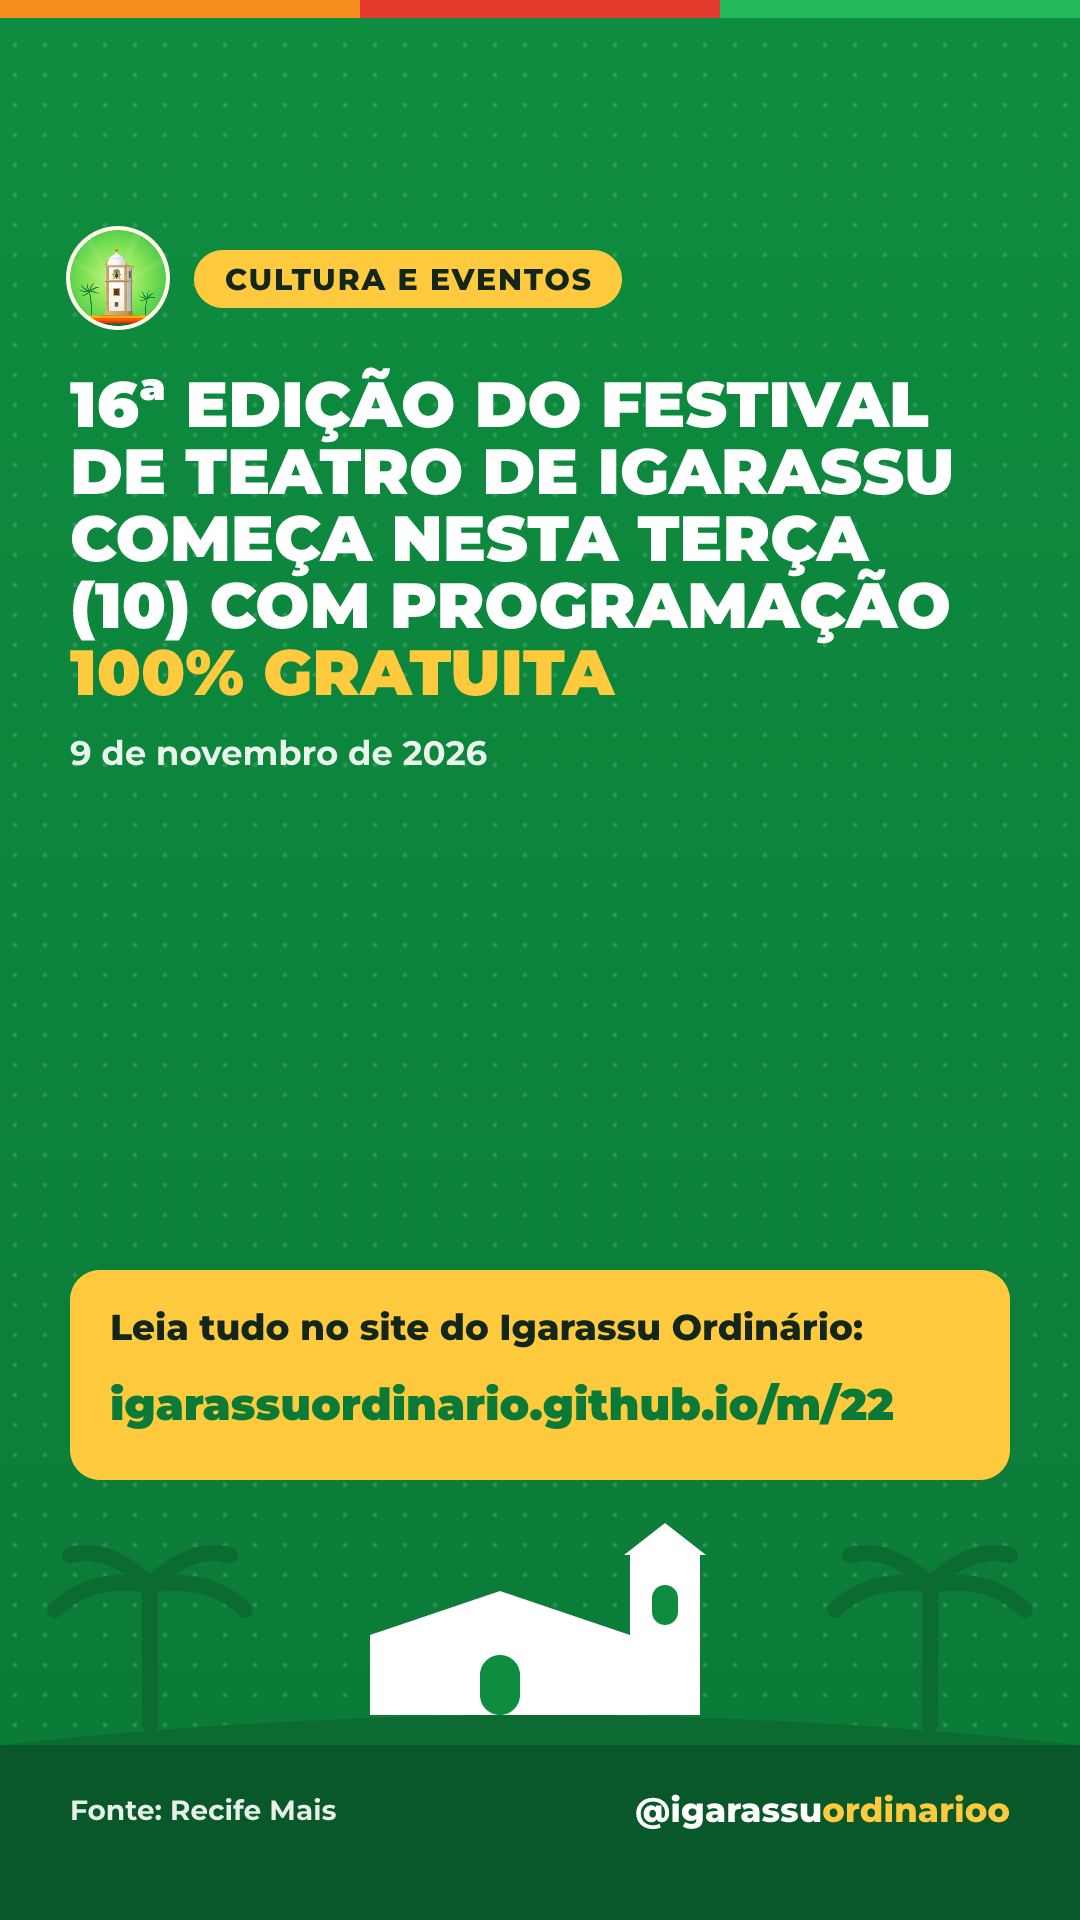 CULTURA E EVENTOS
16ª EDIÇÃO DO FESTIVAL
DE TEATRO DE IGARASSU
COMEÇA NESTA TERÇA
(10) COM PROGRAMAÇÃO
100% GRATUITA
9 de novembro de 2026
Leia tudo no site do Igarassu Ordinário:
igarassuordinario.github.io/m/22
Fonte: Recife Mais
@igarassuordinarioo